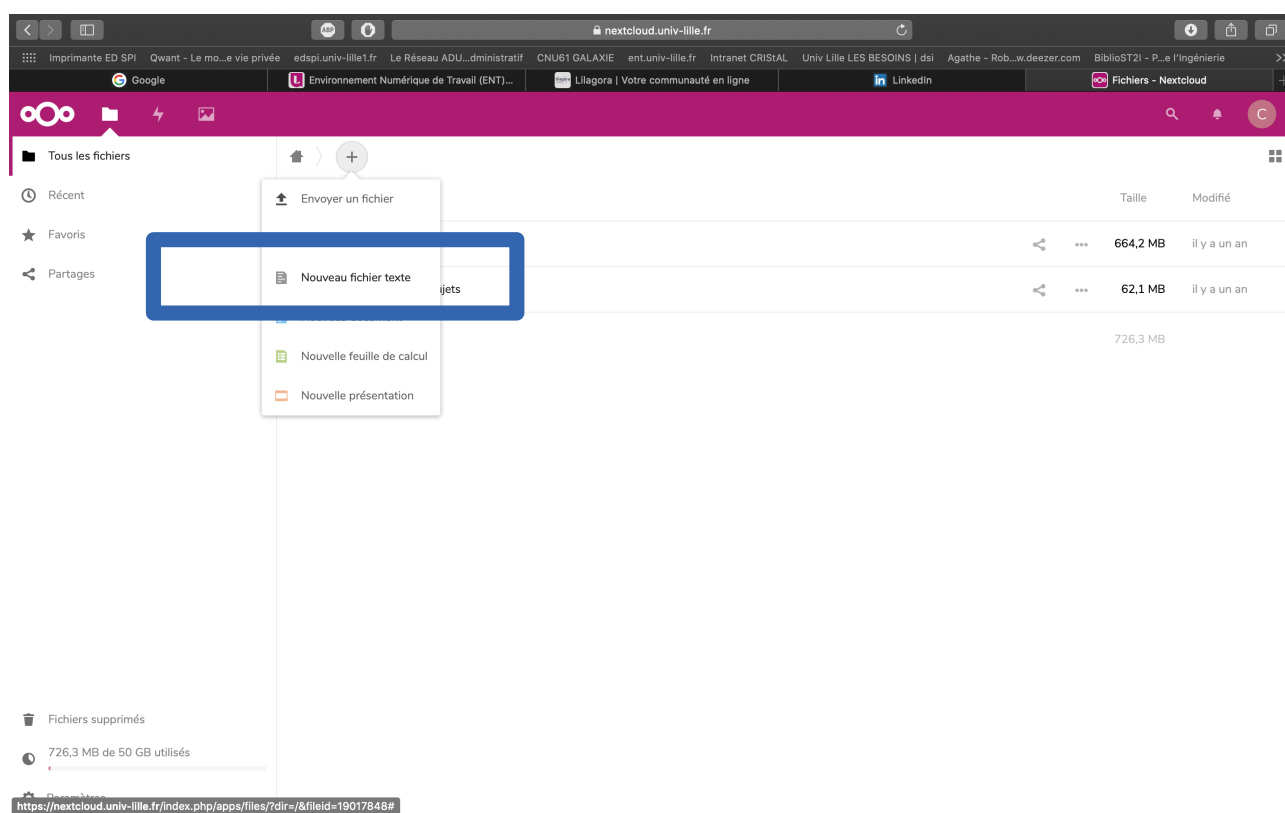 ABP
nextcloud.univ-lille.fr
Imprimante ED SPI Qwant - Le mo...e vie privée edspi.univ-lille1.fr Le Réseau ADU...dministratif CNU61 GALAXIE ent.univ-lille.fr Intranet CRIStAL Univ Lille LES BESOINS | dsi Agathe - Rob...w.deezer.com BiblioST2I - P...e l'Ingénierie >>
Google Environnement Numérique de Travail (ENT)... Lilagora | Votre communauté en ligne LinkedIn Fichiers - Nextcloud +
C
Tous les fichiers
+
Récent
Envoyer un fichier
Taille Modifié
Favoris
664,2 MB il y a un an
Partages
Nouveau fichier texte
ujets
62,1 MB il y a un an
Nouveau document
726,3 MB
Nouvelle feuille de calcul
Nouvelle présentation
Fichiers supprimés
726,3 MB de 50 GB utilisés
Paramètres
https://nextcloud.univ-lille.fr/index.php/apps/files/?dir=/&fileid=19017848#